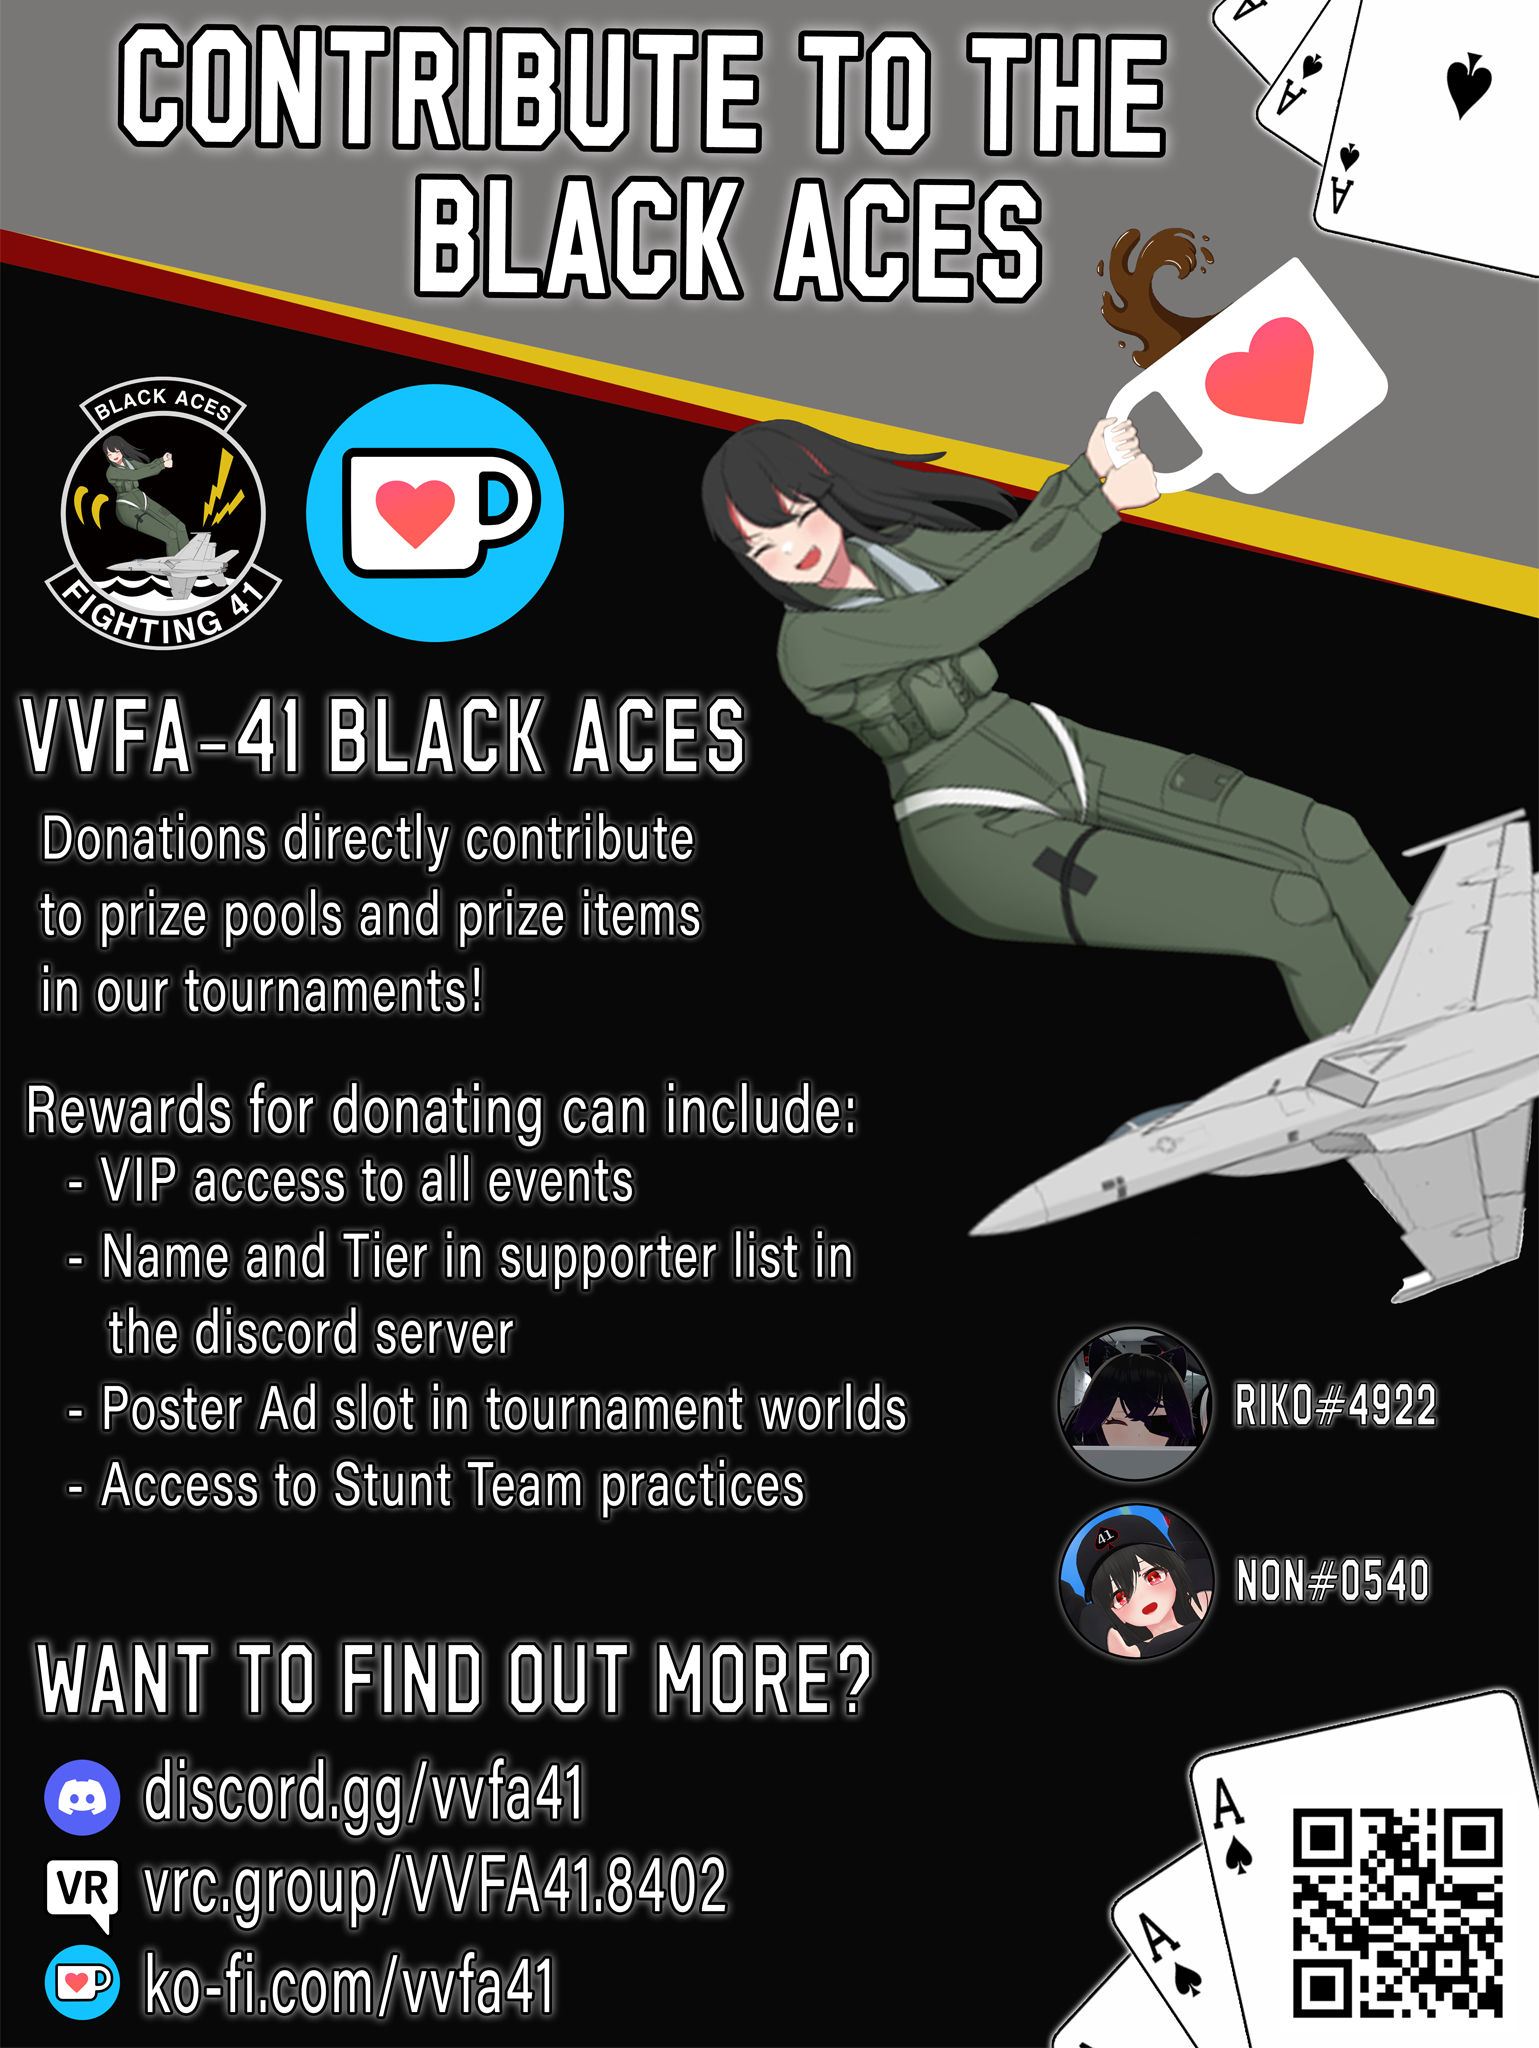 CONTRIBUTE TO THE
BLACK ACES
A
A
A
BLACK ACES
FIGHTING 41
VVFA-41 BLACK ACES
Donations directly contribute
to prize pools and prize items
in our tournaments!
Rewards for donating can include:
- VIP access to all events
- Name and Tier in supporter list in
the discord server
- Poster Ad slot in tournament worlds
- Access to Stunt Team practices
RIKO#4922
41
NON#0540
WANT TO FIND OUT MORE?
discord.gg/vvfa41
VR
vrc.group/VVFA41.8402
ko-fi.com/vvfa41
A
A